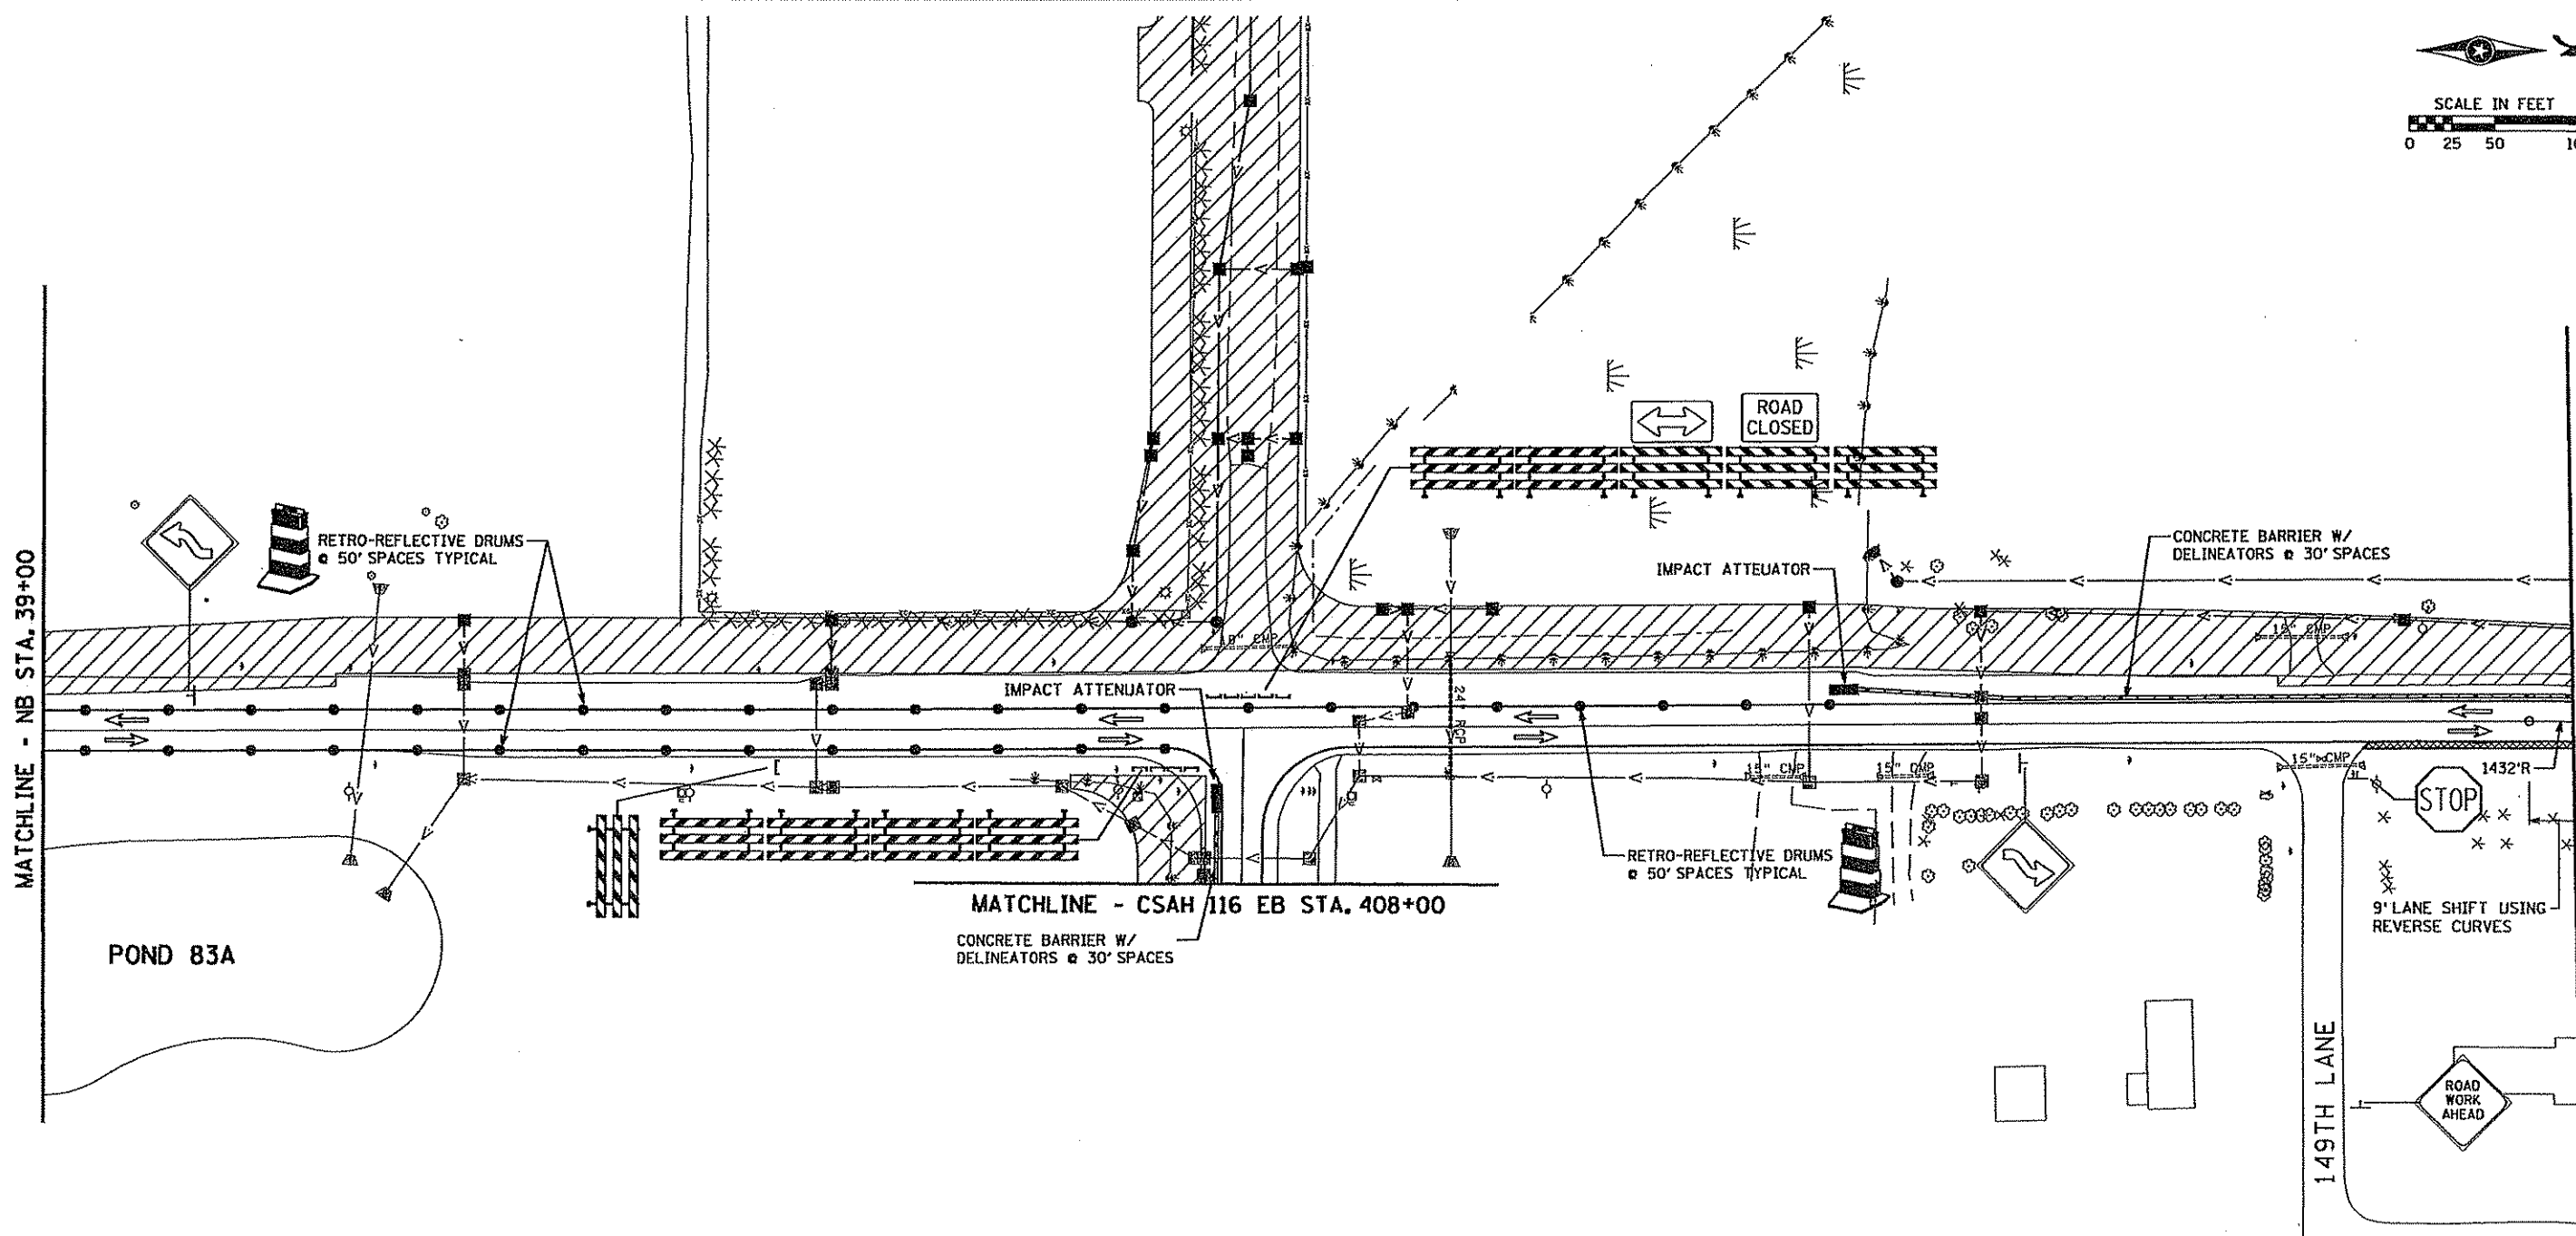 SCALE IN FEET
0 25 50
ROAD
CLOSED
MATCHLINE - NB STA. 39+00
RETRO-REFLECTIVE DRUMS
@ 50' SPACES TYPICAL
CONCRETE BARRIER W/
DELINEATORS @ 30' SPACES
IMPACT ATTEUATOR
15" CMP
18" CMP
IMPACT ATTENUATOR
24" RCP
15" CMP
15" CMP
15" CMP
1432'R
STOP
RETRO-REFLECTIVE DRUMS
@ 50' SPACES TYPICAL
MATCHLINE - CSAH 116 EB STA. 408+00
9' LANE SHIFT USING
REVERSE CURVES
CONCRETE BARRIER W/
DELINEATORS @ 30' SPACES
POND 83A
149TH LANE
ROAD
WORK
AHEAD